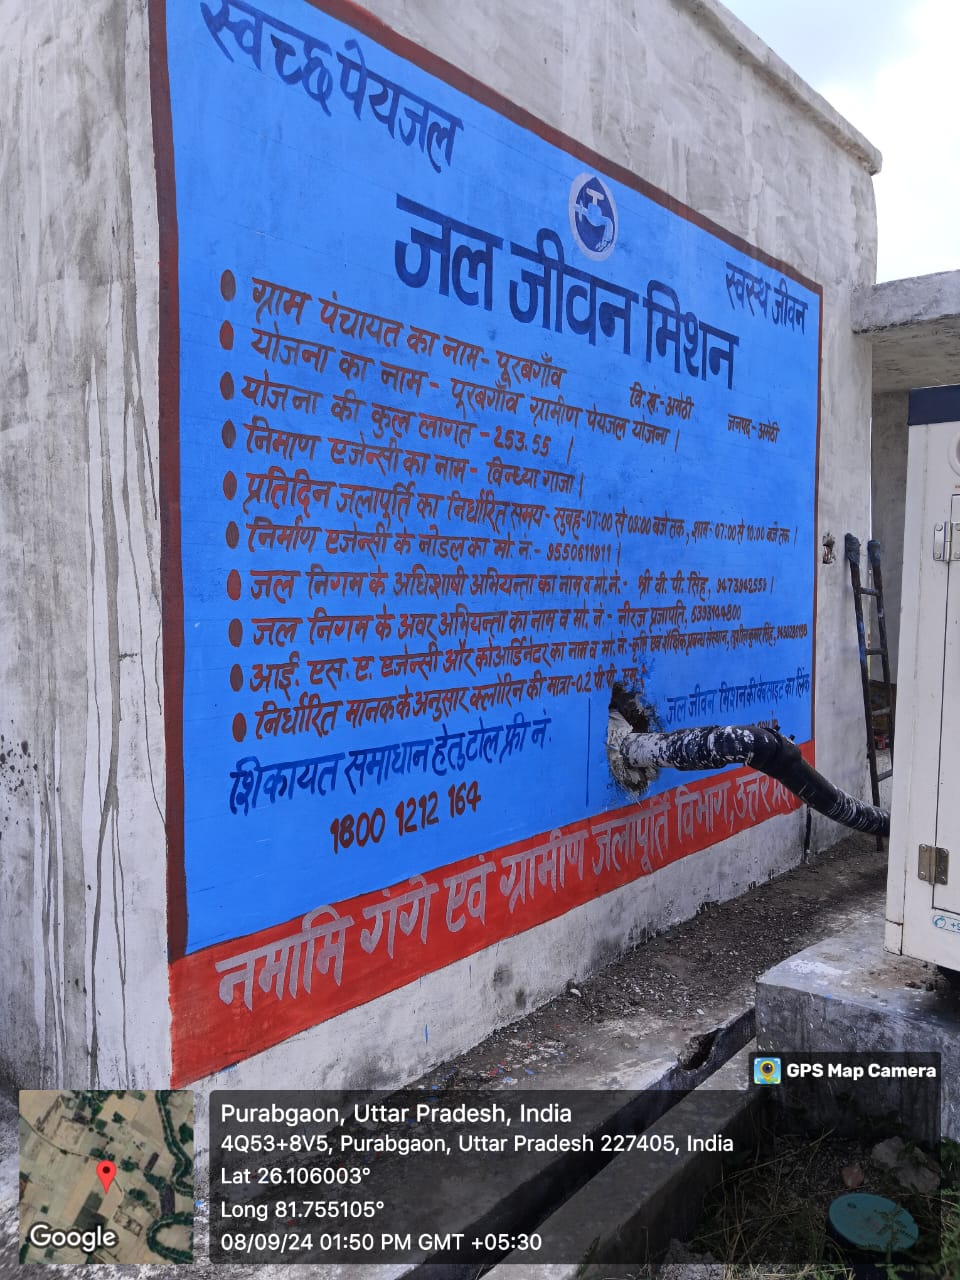 स्वच्छ पेयजल
जल जीवन मिशन
स्वस्थ जीवन
ग्राम पंचायत का नाम- पूरबगाँव वि.ख.-अमेठी जनपद-अमेठी
योजना का नाम- पूरबगाँव ग्रामीण पेयजल योजना।
योजना की कुल लागत -253.55 ।
निमाण एजेन्सी का नाम- विन्ध्या गाजा।
प्रतिदिन जलापूर्ति का निर्धारित समय- सुबह-07:00 से 08:00 बजे तक, शाम-07:00 से 10:00 बजे तक।
निर्माण एजेन्सी के नोडल का मो. नं.- 9550611911।
जल निगम के अधिशाषी अभियन्ता का नाम व मो. नं.- श्री वी. पी. सिंह,
जल निगम के अवर अभियन्ता का नाम व मो. नं.- नीरज प्रजापति,
आई. एस. ए. एजेन्सी और कोआर्डिनेटर का नाम व मो. नं.-
निर्धारित मानक के अनुसार क्लोरिन की मात्रा-0.2 पी. पी.
शिकायत समाधान हेतु टोल फ्री नं.
1800 1212 164
जल जीवन मिशन की वेबसाइट का लिंक
नमामि गंगे एवं ग्रामीण जलापूर्ति विभाग, उत्तर
GPS Map Camera
Purabgaon, Uttar Pradesh, India
4Q53+8V5, Purabgaon, Uttar Pradesh 227405, India
Lat 26.106003°
Long 81.755105°
08/09/24 01:50 PM GMT +05:30
Google